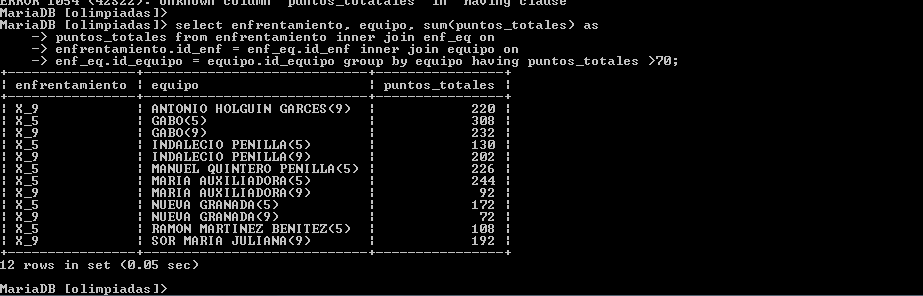 ERROR 1054 (42S22): Unknown column 'puntos_totatales' in 'having clause'
MariaDB [olimpiadas]>
MariaDB [olimpiadas]> select enfrentamiento, equipo, sum(puntos_totales) as
    -> puntos_totales from enfrentamiento inner join enf_eq on
    -> enfrentamiento.id_enf = enf_eq.id_enf inner join equipo on
    -> enf_eq.id_equipo = equipo.id_equipo group by equipo having puntos_totales >70;
+----------------+---------------------------+----------------+
| enfrentamiento | equipo                    | puntos_totales |
+----------------+---------------------------+----------------+
| X_9            | ANTONIO HOLGUIN GARCES(9) |            220 |
| X_5            | GABO(5)                   |            308 |
| X_9            | GABO(9)                   |            232 |
| X_5            | INDALECIO PENILLA(5)      |            130 |
| X_9            | INDALECIO PENILLA(9)      |            202 |
| X_5            | MANUEL QUINTERO PENILLA(5) |            226 |
| X_5            | MARIA AUXILIADORA(5)      |            244 |
| X_9            | MARIA AUXILIADORA(9)      |             92 |
| X_5            | NUEVA GRANADA(5)          |            172 |
| X_9            | NUEVA GRANADA(9)          |             72 |
| X_5            | RAMON MARTINEZ BENITEZ(5) |            108 |
| X_9            | SOR MARIA JULIANA(9)      |            192 |
+----------------+---------------------------+----------------+
12 rows in set (0.05 sec)
MariaDB [olimpiadas]>